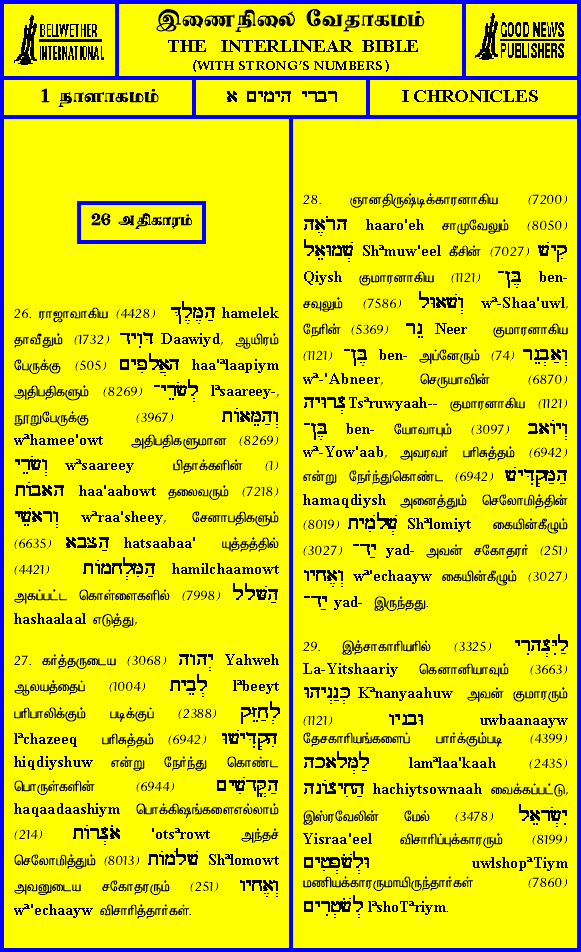 BELLWETHER
INTERNATIONAL
இணைநிலை வேதாகமம்
THE INTERLINEAR BIBLE
(WITH STRONG'S NUMBERS)
GOOD NEWS
PUBLISHERS
1 நாளாகமம்
דברי הימים א
I CHRONICLES
26 அதிகாரம்
26. ராஜாவாகிய (4428) הַמֶּלֶךְ hamelek
தாவீதும் (1732) דָּוִיד Daawiyd, ஆயிரம்
பேருக்கு (505) הָאֲלָפִים haa'ªlaapiym
அதிபதிகளும் (8269) לְשָׂרֵי־ lªsaareey-,
நூறுபேருக்கு (3967) וְהַמֵּאוֹת
wªhamee'owt அதிபதிகளுமான (8269)
וְשָׂרֵי wªsaareey பிதாக்களின் (1)
הָאָבוֹת haa'aabowt தலைவரும் (7218)
וְרָאשֵׁי wªraa'sheey, சேனாபதிகளும்
(6635) הַצָּבָא hatsaabaa' யுத்தத்தில்
(4421) הַמִּלְחָמוֹת hamilchaamowt
அகப்பட்ட கொள்ளைகளில் (7998) הַשָּׁלָל
hashaalaal எடுத்து,
27. கர்த்தருடைய (3068) יְהוָה Yahweh
ஆலயத்தைப் (1004) לְבֵית lªbeeyt
பரிபாலிக்கும் படிக்குப் (2388) לְחַזֵּק
lªchazeeq பரிசுத்தம் (6942) הִקְדִּישׁוּ
hiqdiyshuw என்று நேர்ந்து கொண்ட
பொருள்களின் (6944) הַקֳּדָשִׁים
haqaadaashiym பொக்கிஷங்களைஎல்லாம்
(214) אֹצְרוֹת 'otsªrowt அந்தச்
செலோமித்தும் (8013) שְׁלֹמוֹת Shªlomowt
அவனுடைய சகோதரரும் (251) וְאֶחָיו
wª'echaayw விசாரித்தார்கள்.
28. ஞானதிருஷ்டிக்காரனாகிய (7200)
הָרֹאֶה haaro'eh சாமுவேலும் (8050)
שְׁמוּאֵל Shªmuw'eel கீசின் (7027) קִישׁ
Qiysh குமாரனாகிய (1121) בֶּן־ ben-
சவுலும் (7586) וְשָׁאוּל wª-Shaa'uwl,
நேரின் (5369) נֵר Neer குமாரனாகிய
(1121) בֶּן־ ben- அப்னேரும் (74) וְאַבְנֵר
wª-'Abneer, செருயாவின் (6870)
צְרוּיָה Tsªruwyaah-- குமாரனாகிய (1121)
בֶּן־ ben- யோவாபும் (3097) וְיוֹאָב
wª-Yow'aab, அவரவர் பரிசுத்தம் (6942)
என்று நேர்ந்துகொண்ட (6942) הַמַּקְדִּישׁ
hamaqdiysh அனைத்தும் செலோமித்தின்
(8019) שְׁלֹמִית Shªlomiyt கையின்கீழும்
(3027) יַד־ yad- அவன் சகோதரர் (251)
וְאֶחָיו wª'echaayw கையின்கீழும் (3027)
יַד־ yad- இருந்தது.
29. இத்சாகாரியரில் (3325) לַיִּצְהָרִי
La-Yitshaariy கெனானியாவும் (3663)
כְּנַנְיָהוּ Kªnanyaahuw அவன் குமாரரும்
(1121) וּבָנָיו uwbaanaayw
தேசகாரியங்களைப் பார்க்கும்படி (4399)
לַמְּלָאכָה lamªlaa'kaah (2435)
הַחִיצוֹנָה hachiytsownaah வைக்கப்பட்டு,
இஸ்ரவேலின் மேல் (3478) יִשְׂרָאֵל
Yisraa'eel விசாரிப்புக்காரரும் (8199)
וּלְשֹׁפְטִים uwlshopªTiym
மணியக்காரருமாயிருந்தார்கள் (7860)
לְשֹׁטְרִים lªshoTªriym.